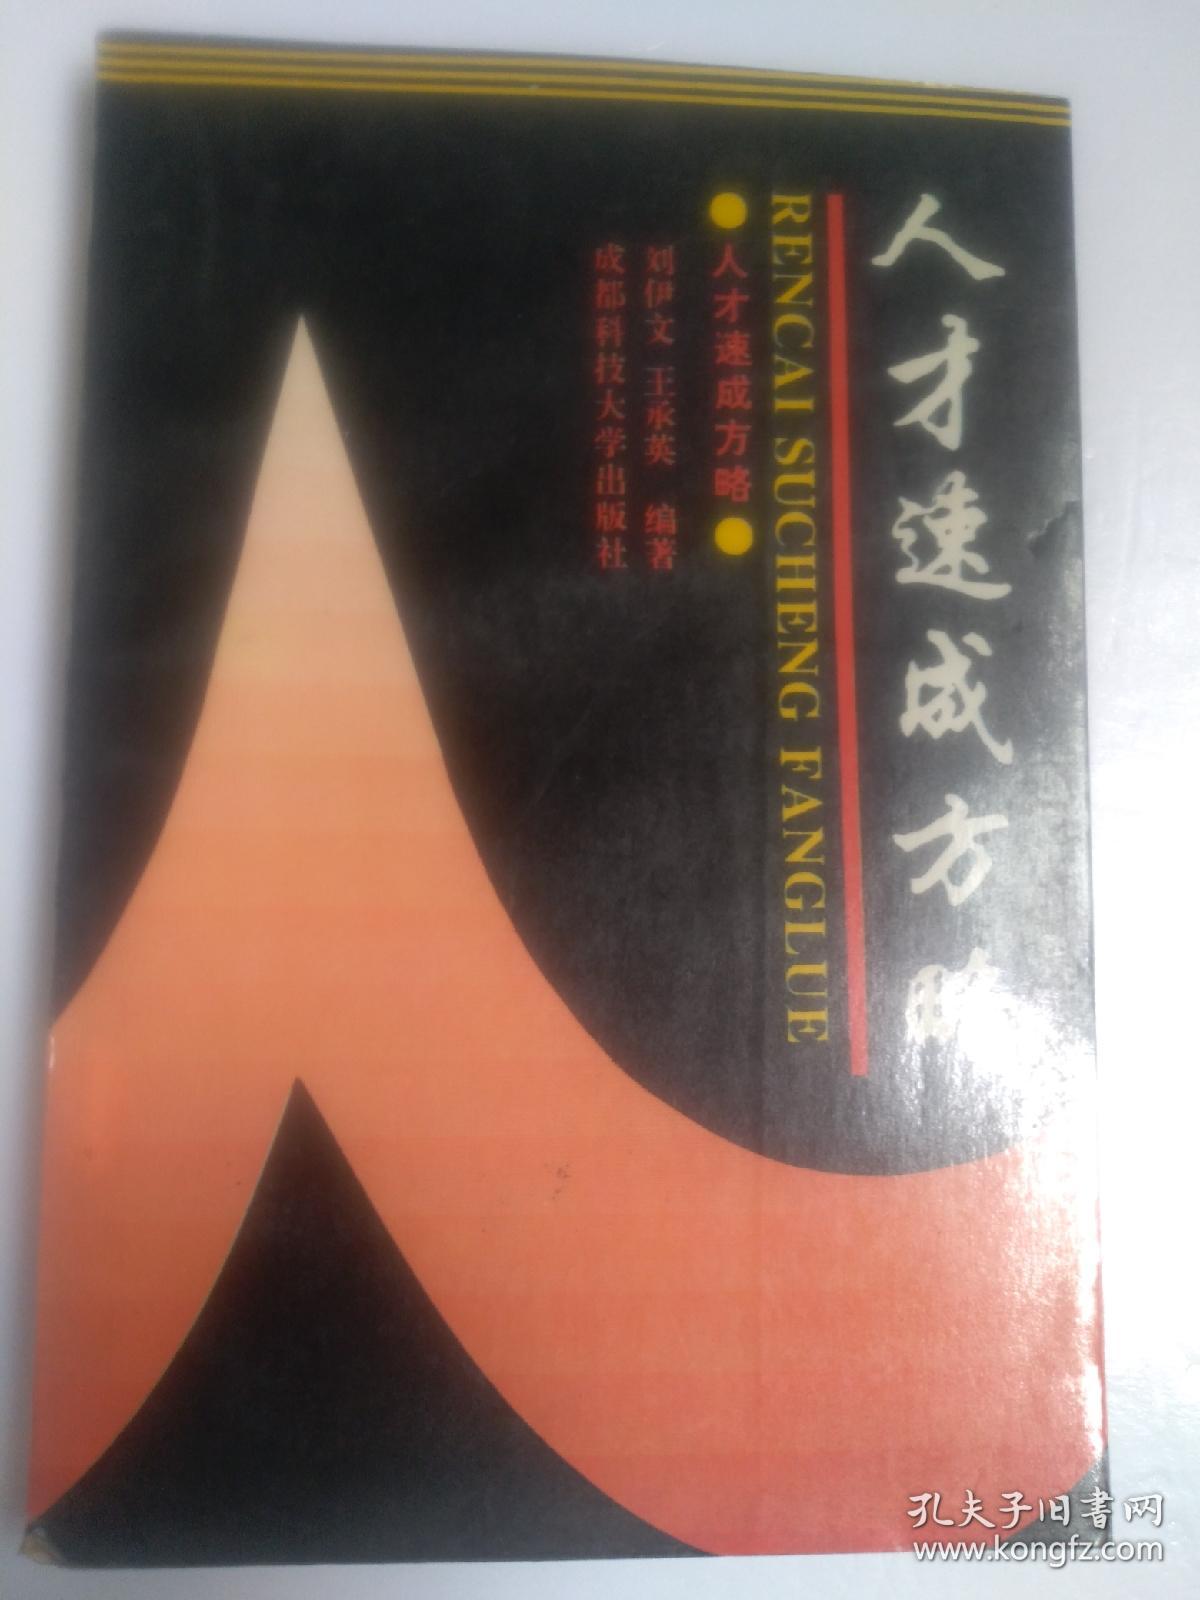 人才速成方略
RENCAI SUCHENG FANGLUE
人才速成方略
刘伊文 王承英 编著
成都科技大学出版社
孔夫子旧书网
www.kongfz.com